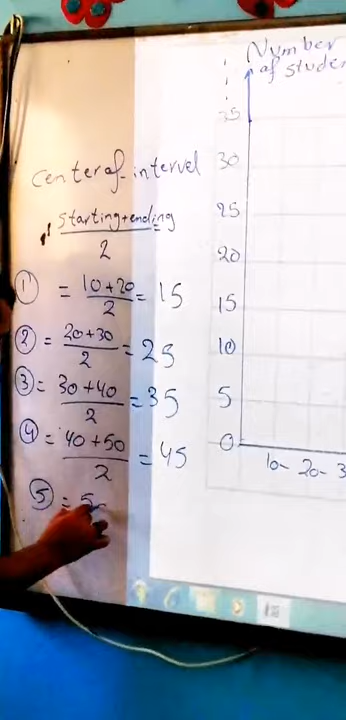 Number
of studen
35
30
25
20
15
10
5
0
10- 20- 3
center of interval
starting+ending
2
① = 10+20 = 15
2
② = 20+30 = 25
2
③ = 30+40 = 35
2
④ = 40+50 = 45
2
⑤ = 5